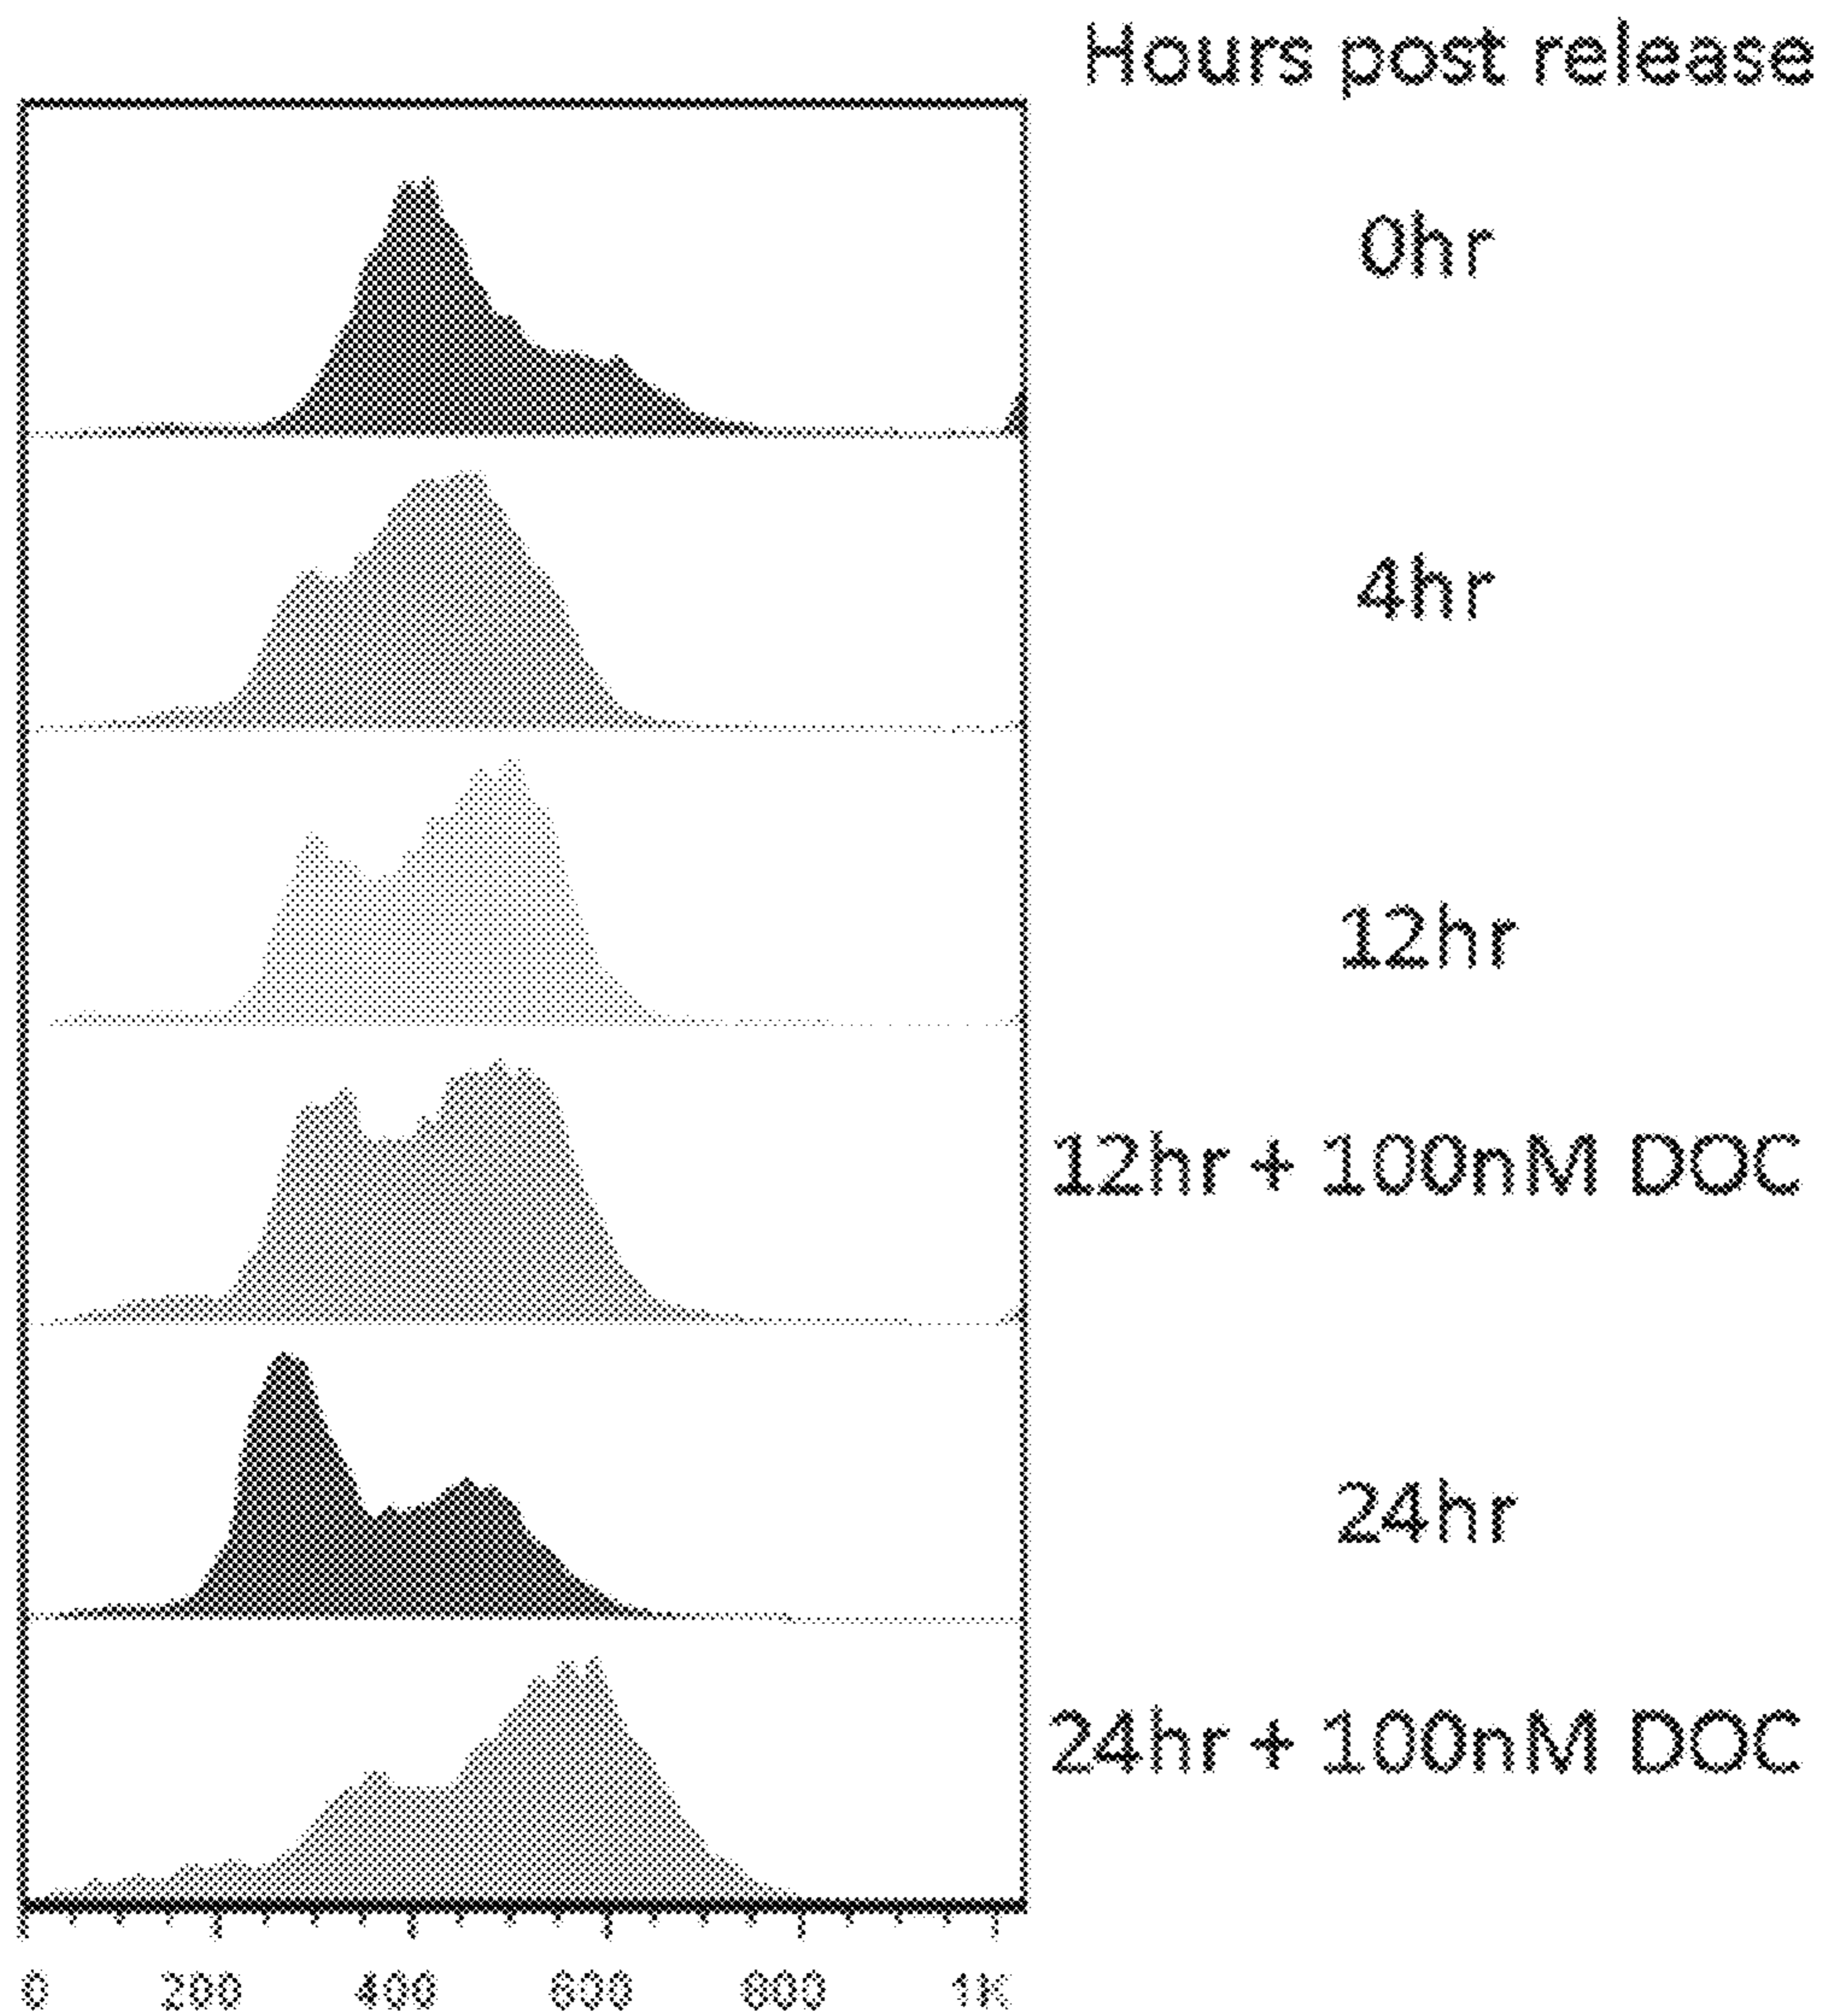 Hours post release
0hr
4hr
12hr
12hr + 100nM DOC
24hr
24hr + 100nM DOC
0 200 400 600 800 1K